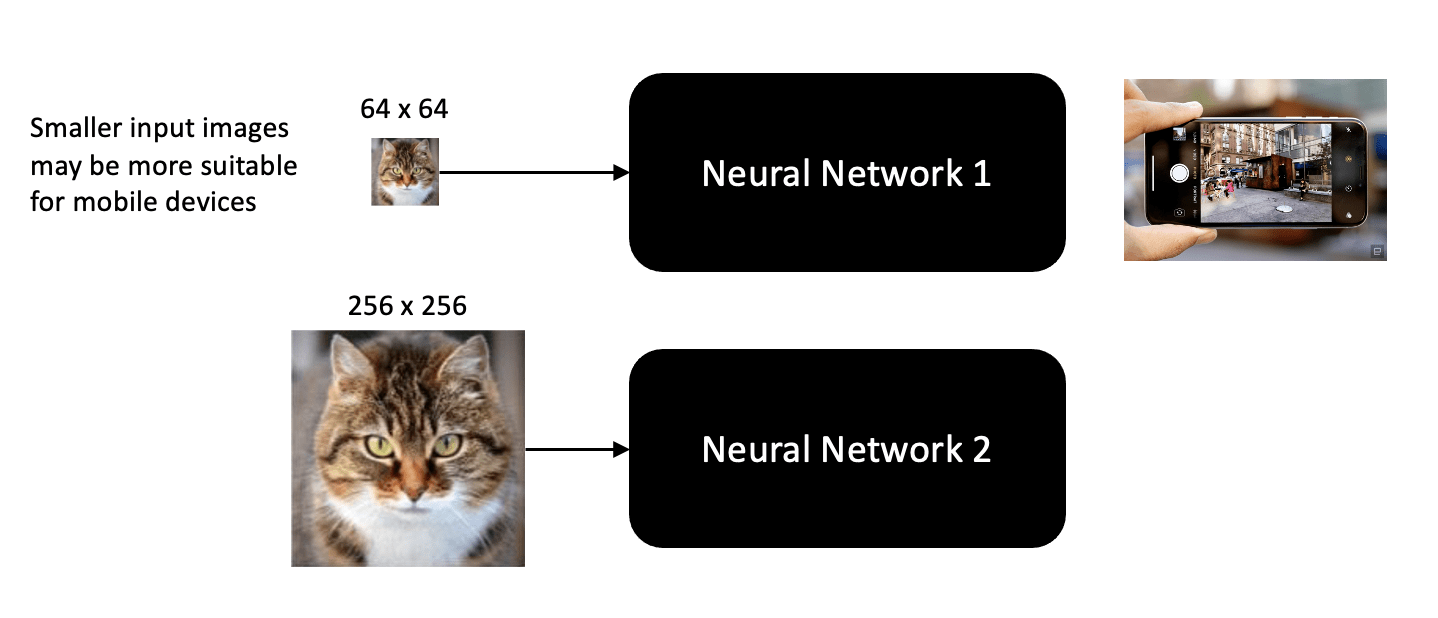 64 x 64
Smaller input images
may be more suitable
for mobile devices
Neural Network 1
256 x 256
Neural Network 2